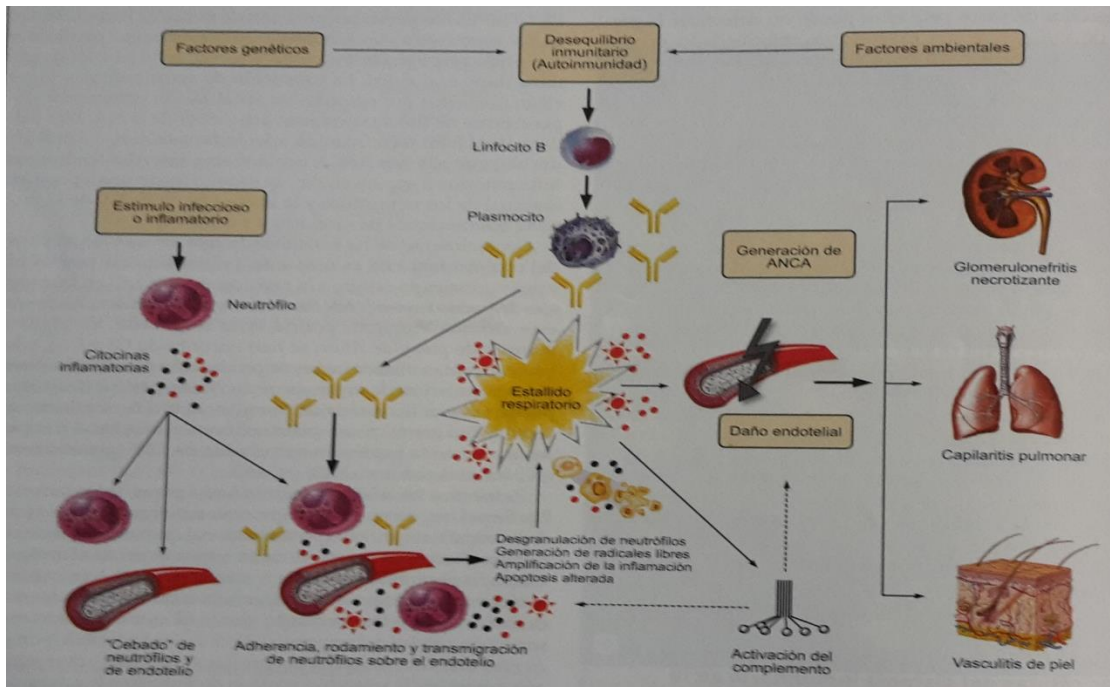 Factores genéticos
Desequilibrio
inmunitario
(Autoinmunidad)
Factores ambientales
Linfocito B
Estímulo infeccioso
o inflamatorio
Plasmocito
Generación de
ANCA
Glomerulonefritis
necrotizante
Neutrófilo
Citocinas
inflamatorias
Estallido
respiratorio
Daño endotelial
Capilaritis pulmonar
Desgranulación de neutrófilos
Generación de radicales libres
Amplificación de la inflamación
Apoptosis alterada
"Cebado" de
neutrófilos y
de endotelio
Adherencia, rodamiento y transmigración
de neutrófilos sobre el endotelio
Activación del
complemento
Vasculitis de piel